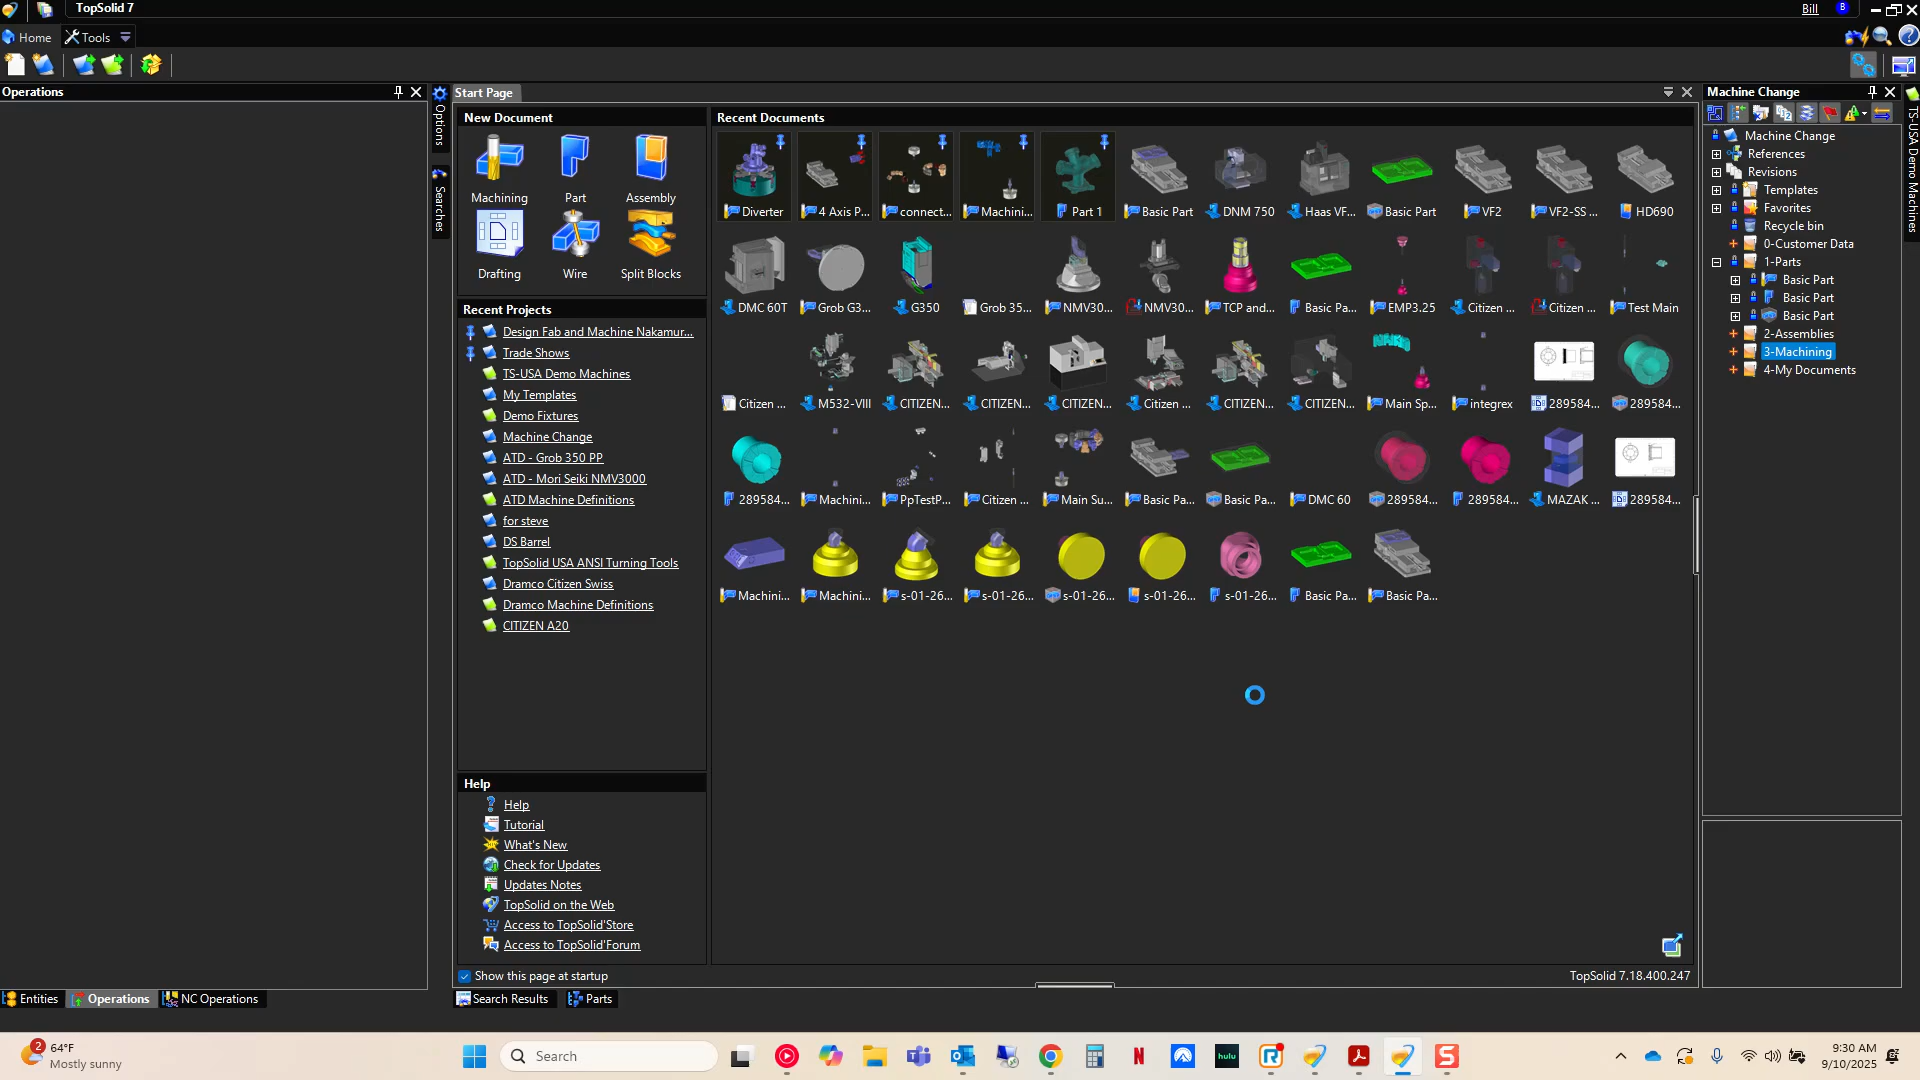 TopSolid 7
Bill
B
Home
Tools
Operations
Options
Searches
Start Page
New Document
Machining
Part
Assembly
Drafting
Wire
Split Blocks
Recent Projects
Design Fab and Machine Nakamur...
Trade Shows
TS-USA Demo Machines
My Templates
Demo Fixtures
Machine Change
ATD - Grob 350 PP
ATD - Mori Seiki NMV3000
ATD Machine Definitions
for steve
DS Barrel
TopSolid USA ANSI Turning Tools
Dramco Citizen Swiss
Dramco Machine Definitions
CITIZEN A20
Help
Help
Tutorial
What's New
Check for Updates
Updates Notes
TopSolid on the Web
Access to TopSolid'Store
Access to TopSolid'Forum
Show this page at startup
Recent Documents
Diverter
4 Axis P...
connect...
Machini...
Part 1
Basic Part
DNM 750
Haas VF...
Basic Part
VF2
VF2-SS ...
HD690
DMC 60T
Grob G3...
G350
Grob 35...
NMV30...
NMV30...
TCP and...
Basic Pa...
EMP3.25
Citizen ...
Citizen ...
Test Main
Citizen ...
M532-VIII
CITIZEN...
CITIZEN...
CITIZEN...
Citizen ...
CITIZEN...
CITIZEN...
Main Sp...
integrex
289584...
289584...
289584...
Machini...
PpTestP...
Citizen ...
Main Su...
Basic Pa...
Basic Pa...
DMC 60
289584...
289584...
MAZAK ...
289584...
Machini...
Machini...
s-01-26...
s-01-26...
s-01-26...
s-01-26...
s-01-26...
Basic Pa...
Basic Pa...
TopSolid 7.18.400.247
Machine Change
Machine Change
References
Revisions
Templates
Favorites
Recycle bin
0-Customer Data
1-Parts
Basic Part
Basic Part
Basic Part
2-Assemblies
3-Machining
4-My Documents
TS-USA Demo Machines
Entities
Operations
NC Operations
Search Results
Parts
2
64°F
Mostly sunny
Search
hulu
9:30 AM
9/10/2025